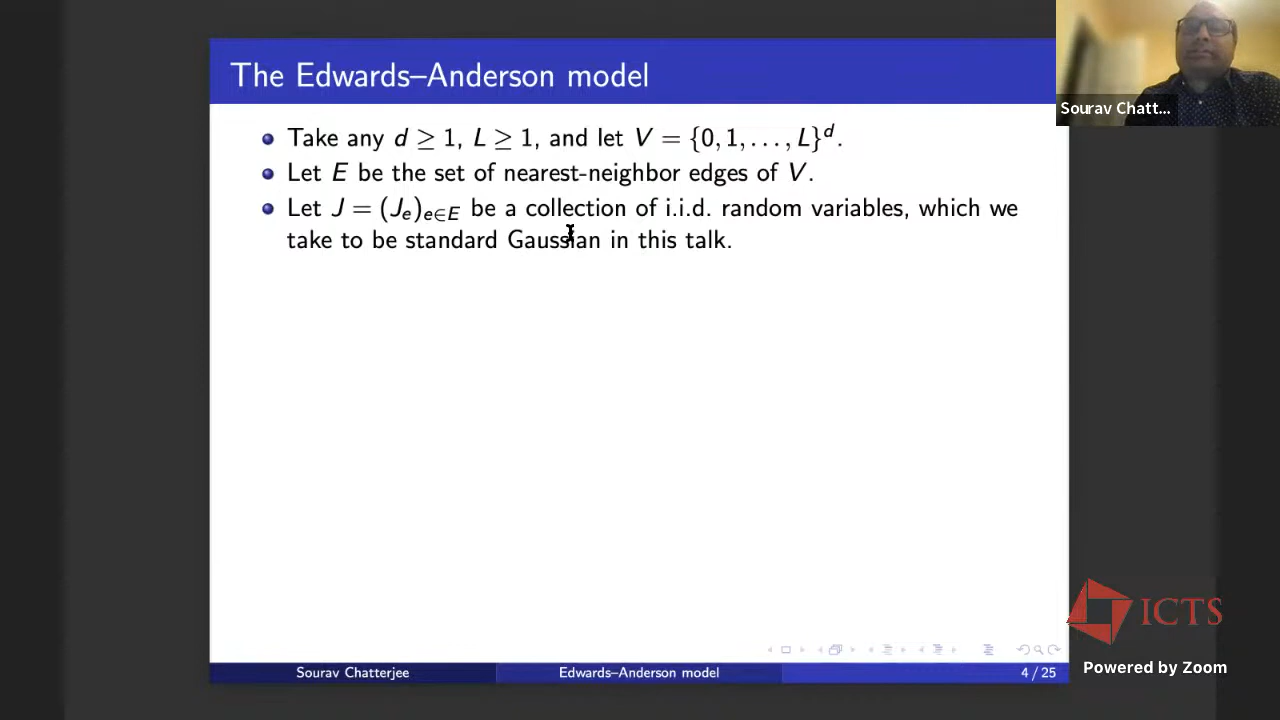 The Edwards–Anderson model
Take any d ≥ 1, L ≥ 1, and let V = {0, 1, . . . , L}^d.
Let E be the set of nearest-neighbor edges of V.
Let J = (J_e)_{e∈E} be a collection of i.i.d. random variables, which we
take to be standard Gaussian in this talk.
Sourav Chatterjee
Edwards–Anderson model
4 / 25
Sourav Chatt...
ICTS
Powered by Zoom